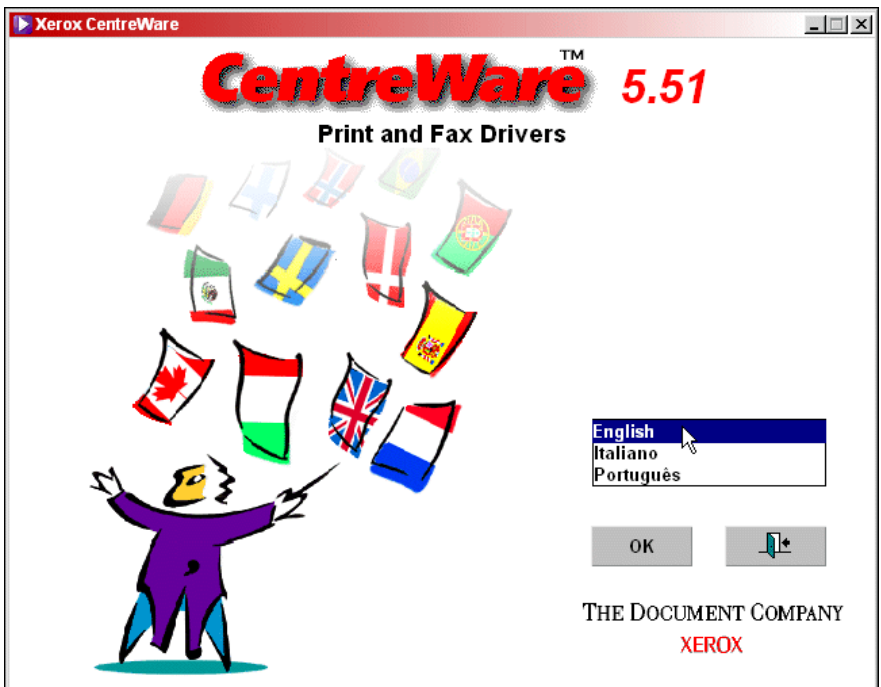 Xerox CentreWare
CentreWare™ 5.51
Print and Fax Drivers
English
Italiano
Português
OK
THE DOCUMENT COMPANY
XEROX